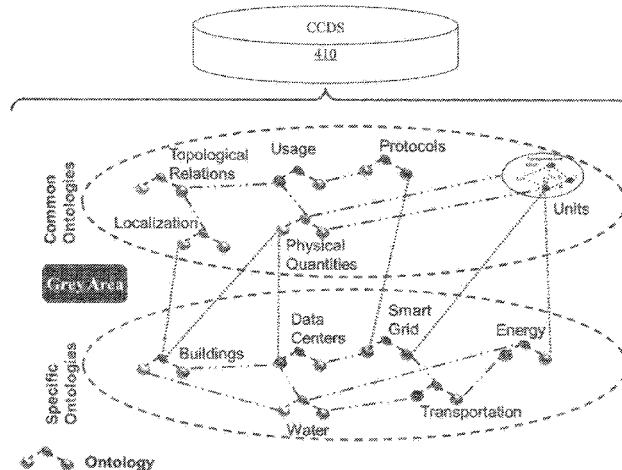 CCDS
410
Common
Ontologies
Topological
Relations
Usage
Protocols
Localization
Physical
Quantities
Units
Grey Area
Specific
Ontologies
Buildings
Data
Centers
Smart
Grid
Energy
Water
Transportation
Ontology